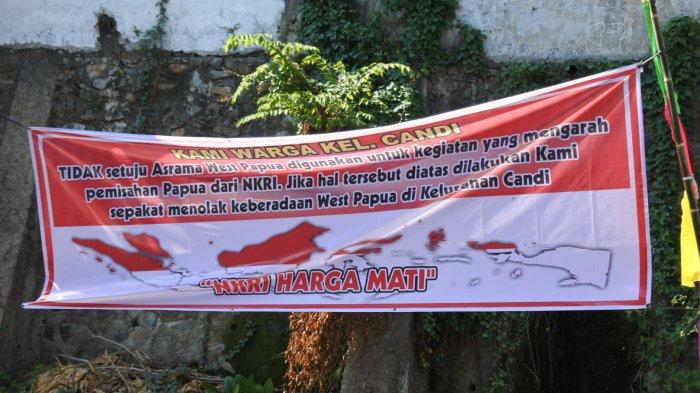 KAMI WARGA KEL. CANDI
TIDAK setuju Asrama West Papua digunakan untuk kegiatan yang mengarah
pemisahan Papua dari NKRI. Jika hal tersebut diatas dilakukan Kami
sepakat menolak keberadaan West Papua di Keluranan Candi
"NKRI HARGA MATI"